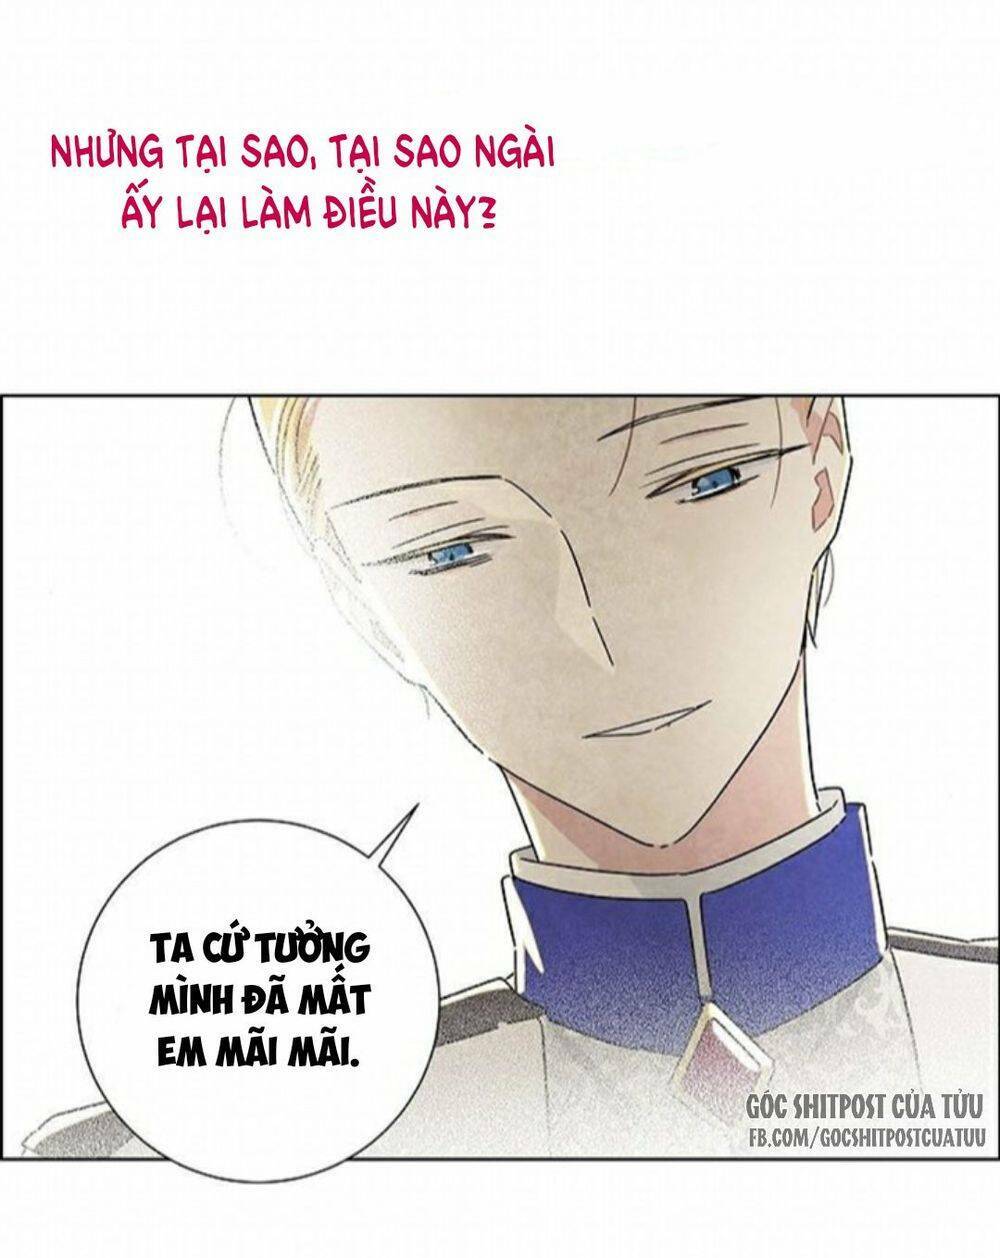 NHƯNG TẠI SAO, TẠI SAO NGÀI
ẤY LẠI LÀM ĐIỀU NÀY?
TA CỨ TƯỞNG
MÌNH ĐÃ MẤT
EM MÃI MÃI.
GÓC SHITPOST CỦA TỬU
FB.COM/GOCSHITPOSTCUATUU